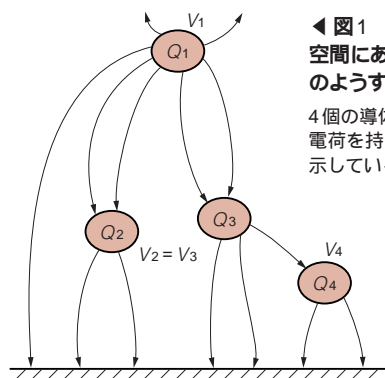 V1
Q1
Q2
V2 = V3
Q3
V4
Q4
◀ 図1
空間にあ
のようす
4個の導体
電荷を持
示してい